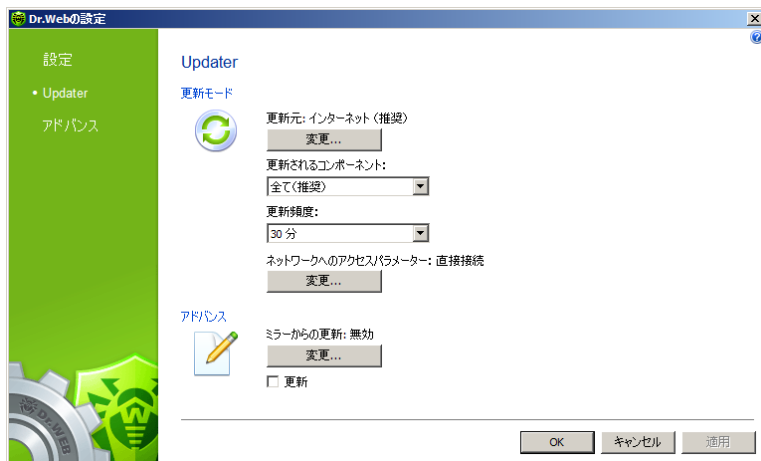 Dr.Webの設定
設定
• Updater
アドバンス
Updater
更新モード
更新元: インターネット (推奨)
変更...
更新されるコンポーネント:
全て(推奨)
更新頻度:
30 分
ネットワークへのアクセスパラメーター: 直接接続
変更...
アドバンス
ミラーからの更新: 無効
変更...
更新
Dr.WEB
OK
キャンセル
適用